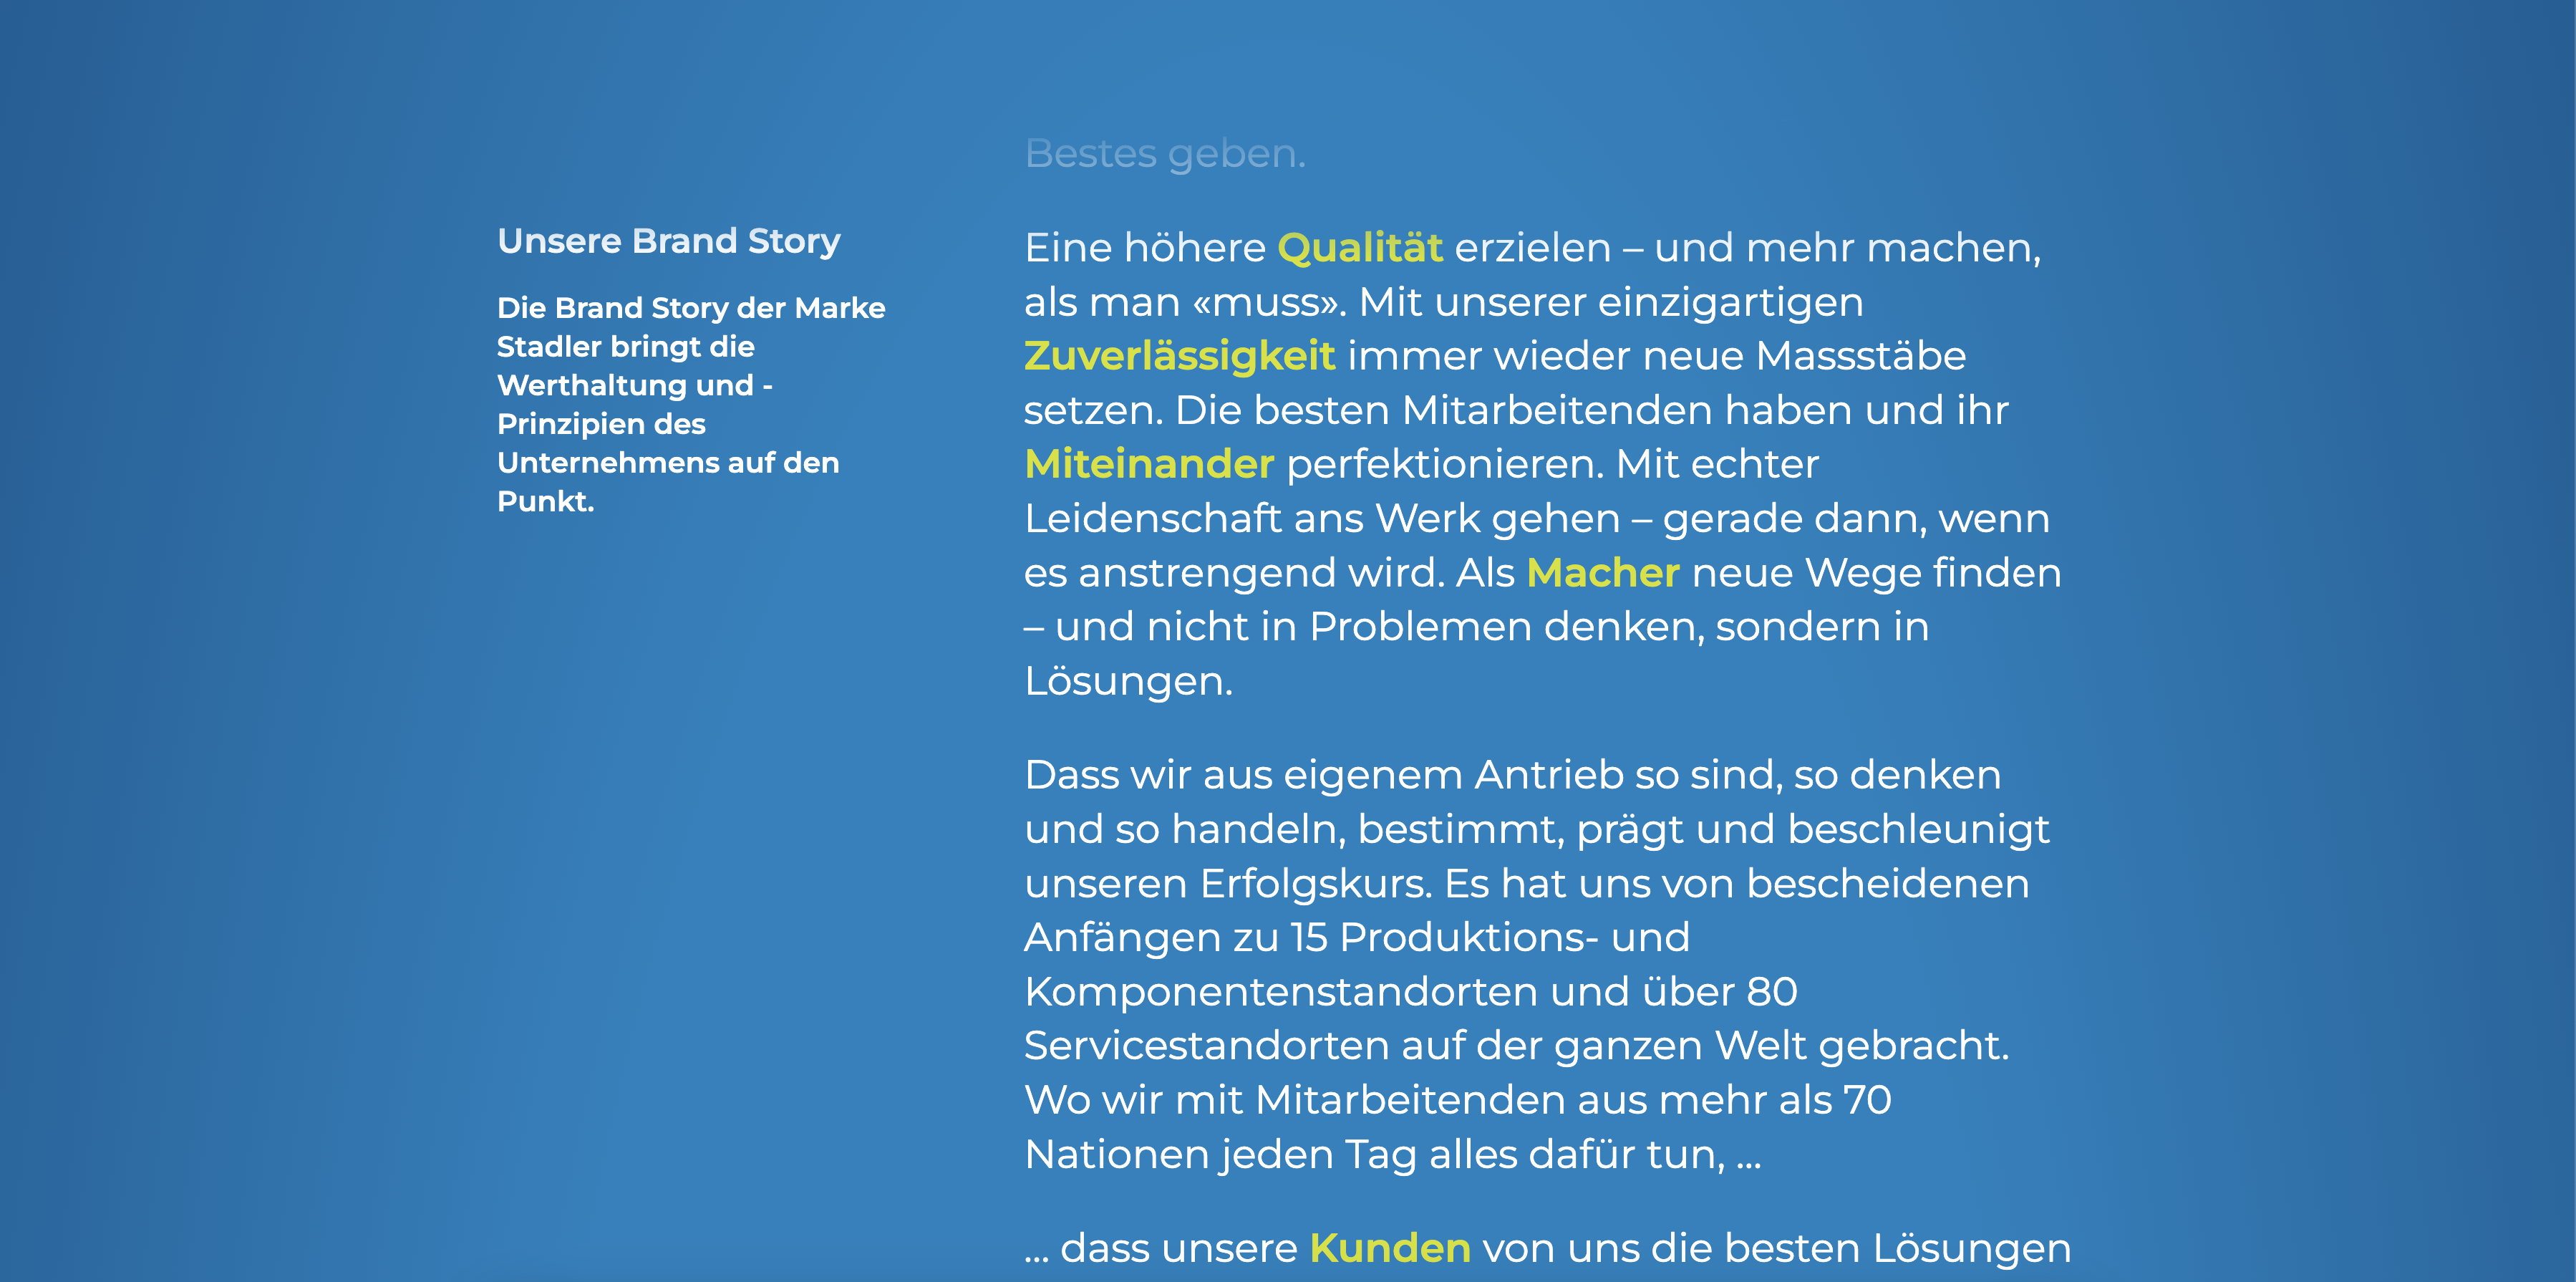 Bestes geben.
Unsere Brand Story
Die Brand Story der Marke
Stadler bringt die
Werthaltung und -
Prinzipien des
Unternehmens auf den
Punkt.
Eine höhere Qualität erzielen – und mehr machen,
als man «muss». Mit unserer einzigartigen
Zuverlässigkeit immer wieder neue Massstäbe
setzen. Die besten Mitarbeitenden haben und ihr
Miteinander perfektionieren. Mit echter
Leidenschaft ans Werk gehen – gerade dann, wenn
es anstrengend wird. Als Macher neue Wege finden
– und nicht in Problemen denken, sondern in
Lösungen.
Dass wir aus eigenem Antrieb so sind, so denken
und so handeln, bestimmt, prägt und beschleunigt
unseren Erfolgskurs. Es hat uns von bescheidenen
Anfängen zu 15 Produktions- und
Komponentenstandorten und über 80
Servicestandorten auf der ganzen Welt gebracht.
Wo wir mit Mitarbeitenden aus mehr als 70
Nationen jeden Tag alles dafür tun, ...
... dass unsere Kunden von uns die besten Lösungen